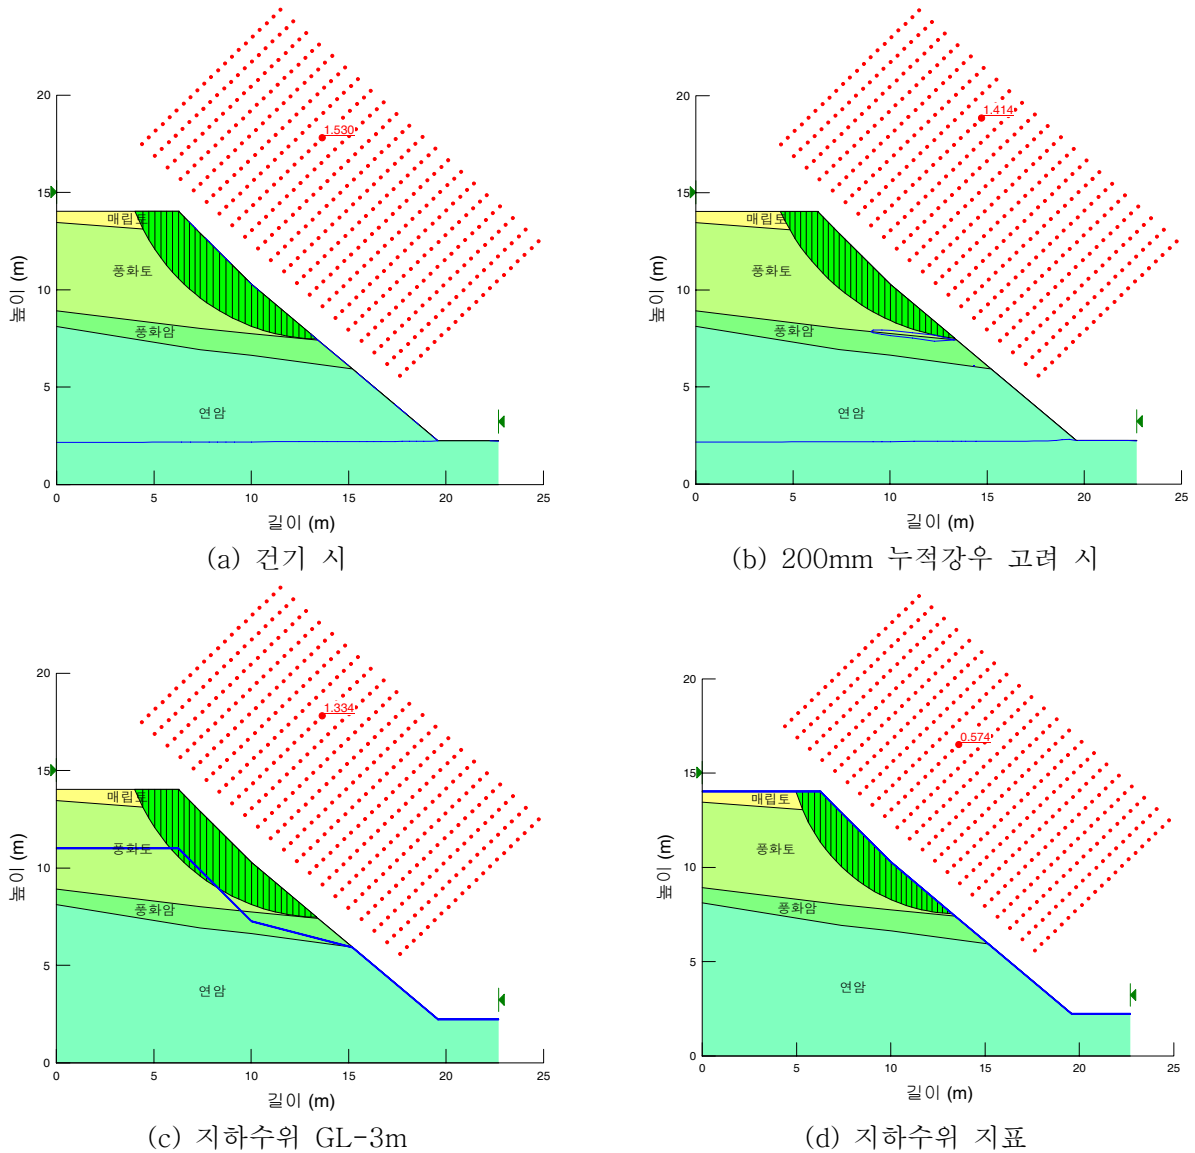 1.530
20
15
10
5
0
높이 (m)
매립토
풍화토
풍화암
연암
0 5 10 15 20 25
길이 (m)
(a) 건기 시
1.414
20
15
10
5
0
높이 (m)
매립토
풍화토
풍화암
연암
0 5 10 15 20 25
길이 (m)
(b) 200mm 누적강우 고려 시
1.334
20
15
10
5
0
높이 (m)
매립토
풍화토
풍화암
연암
0 5 10 15 20 25
길이 (m)
(c) 지하수위 GL-3m
0.574
20
15
10
5
0
높이 (m)
매립토
풍화토
풍화암
연암
0 5 10 15 20 25
길이 (m)
(d) 지하수위 지표